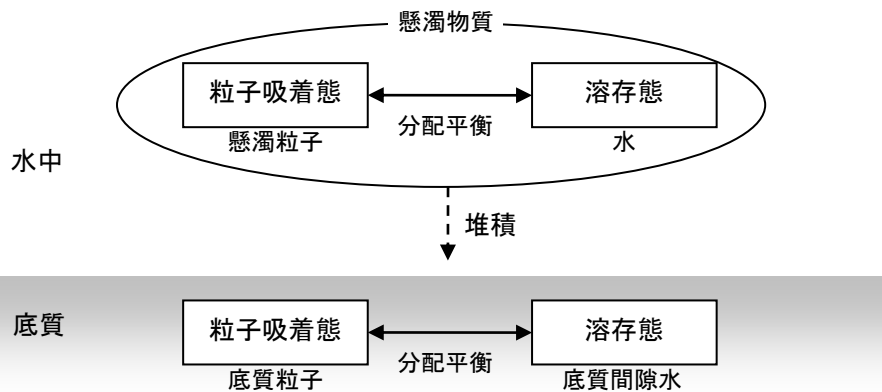 懸濁物質
粒子吸着態
溶存態
分配平衡
懸濁粒子
水
水中
堆積
底質
粒子吸着態
溶存態
分配平衡
底質粒子
底質間隙水